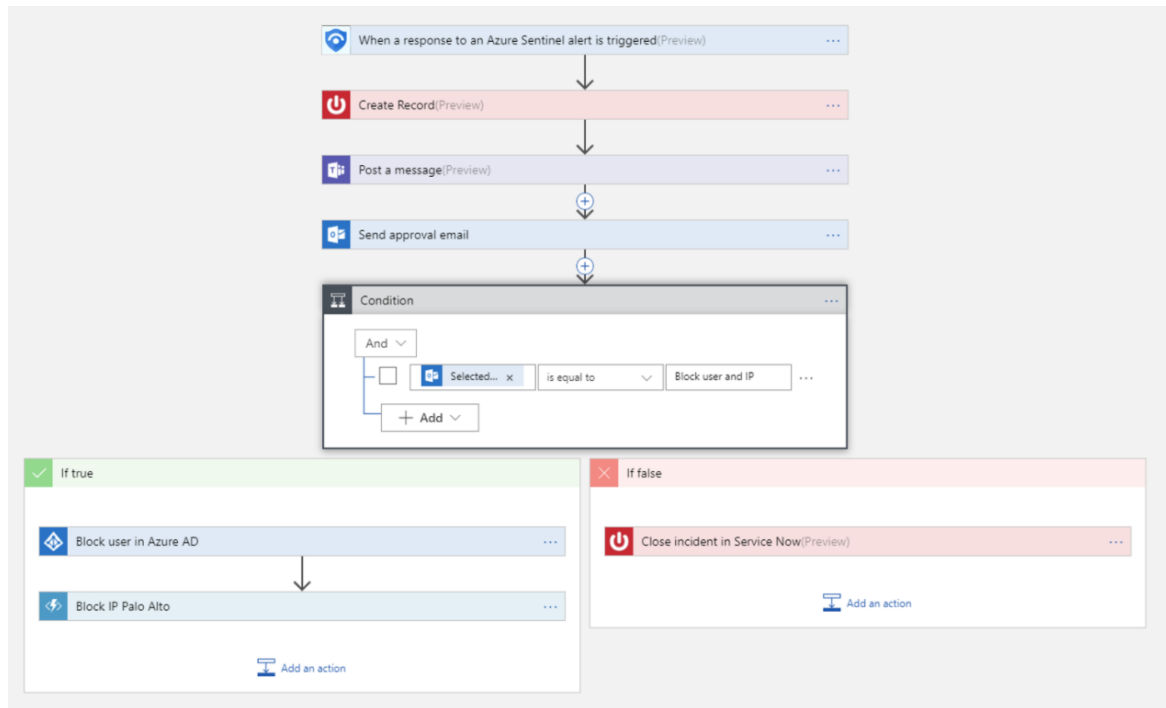 When a response to an Azure Sentinel alert is triggered(Preview) ...
Create Record(Preview) ...
Post a message(Preview) ...
Send approval email ...
Condition ...
And
Selected... x is equal to Block user and IP ...
+ Add
If true
Block user in Azure AD ...
Block IP Palo Alto ...
Add an action
If false
Close incident in Service Now(Preview) ...
Add an action